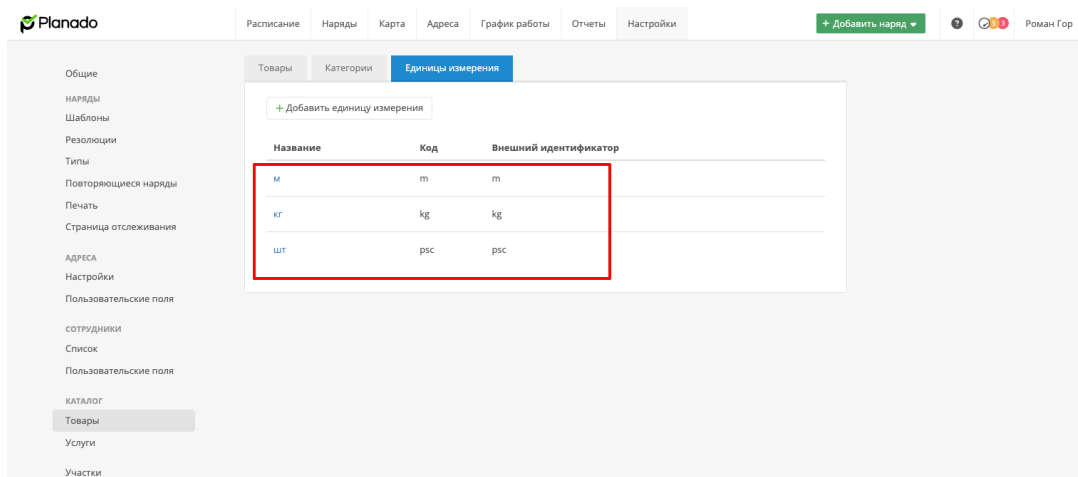 Planado
Расписание Наряды Карта Адреса График работы Отчеты Настройки + Добавить наряд ? 3 Роман Гор
Общие
НАРЯДЫ
Шаблоны
Резолюции
Типы
Повторяющиеся наряды
Печать
Страница отслеживания
АДРЕСА
Настройки
Пользовательские поля
СОТРУДНИКИ
Список
Пользовательские поля
КАТАЛОГ
Товары
Услуги
Участки
Товары Категории Единицы измерения
+ Добавить единицу измерения
Название Код Внешний идентификатор
м m m
кг kg kg
шт psc psc